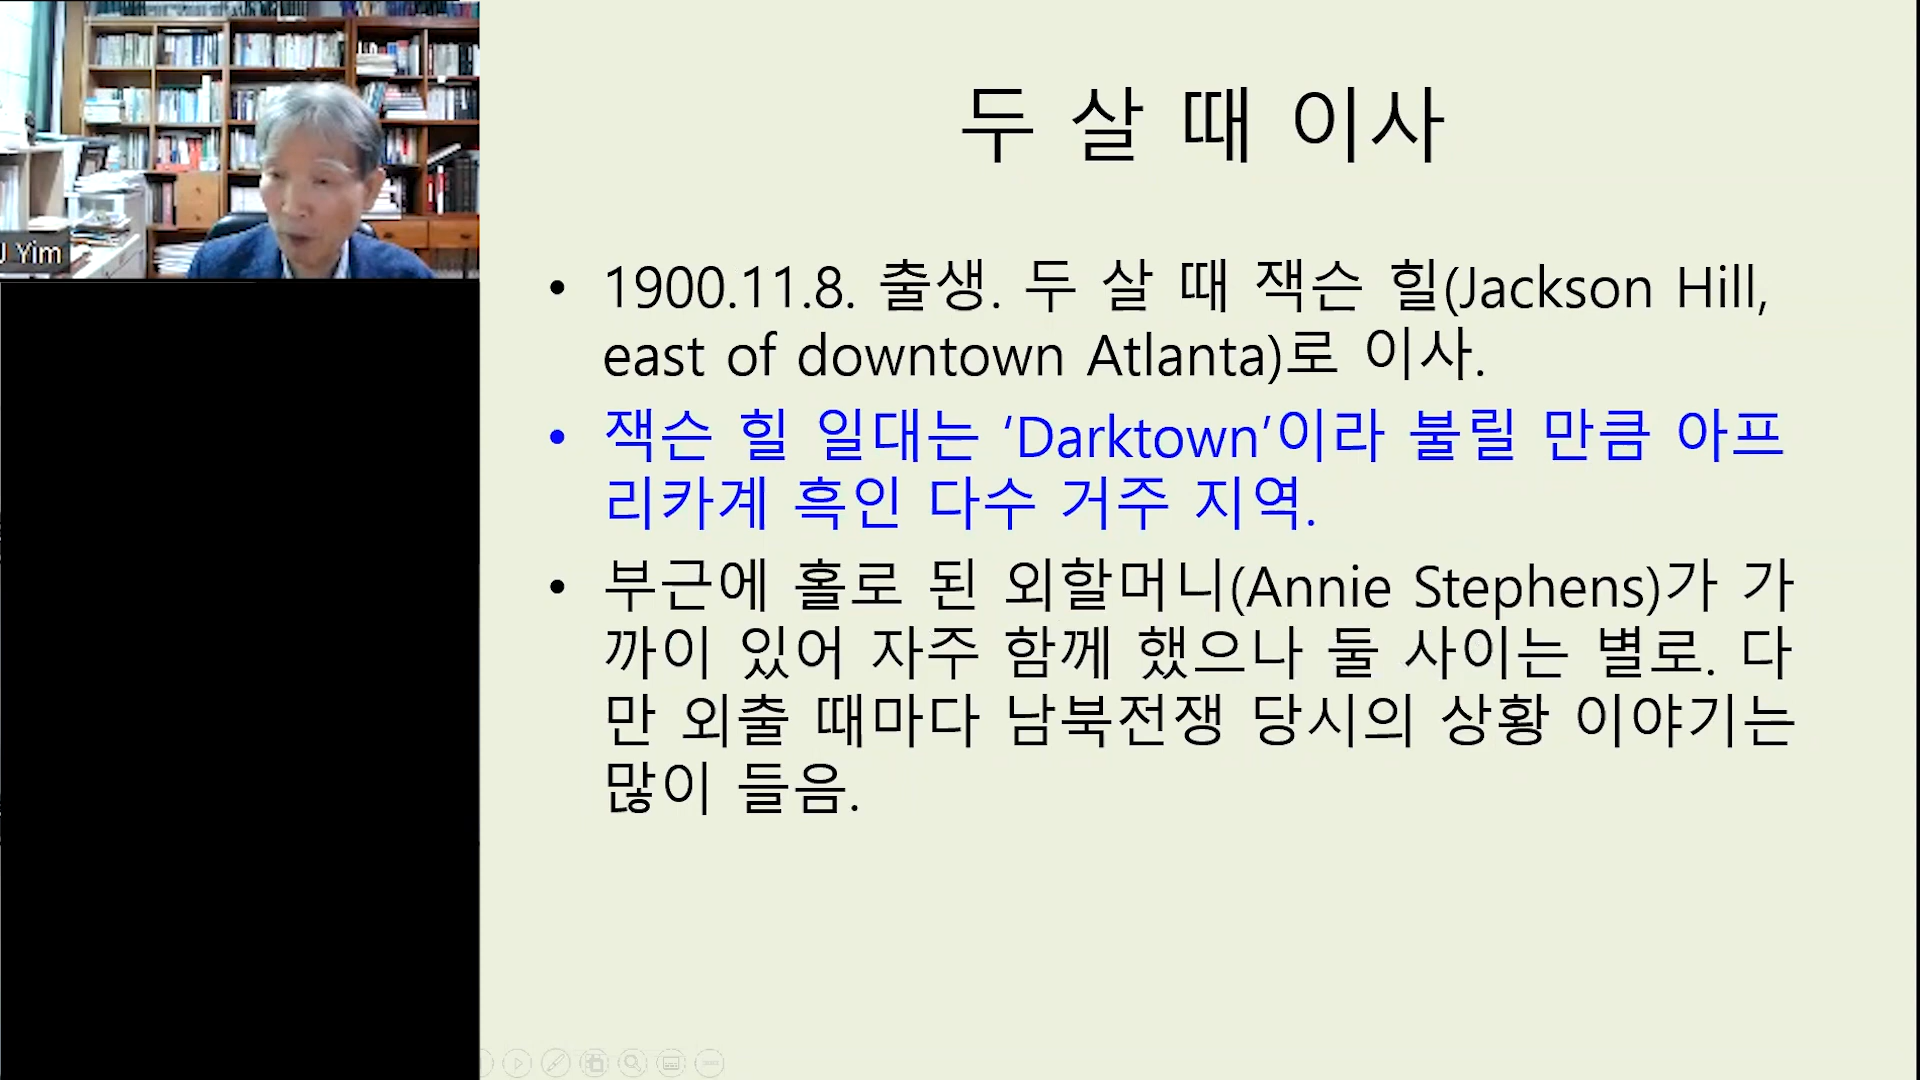 J Yim
두 살 때 이사
• 1900.11.8. 출생. 두 살 때 잭슨 힐(Jackson Hill,
east of downtown Atlanta)로 이사.
• 잭슨 힐 일대는 ‘Darktown’이라 불릴 만큼 아프
리카계 흑인 다수 거주 지역.
• 부근에 홀로 된 외할머니(Annie Stephens)가 가
까이 있어 자주 함께 했으나 둘 사이는 별로. 다
만 외출 때마다 남북전쟁 당시의 상황 이야기는
많이 들음.